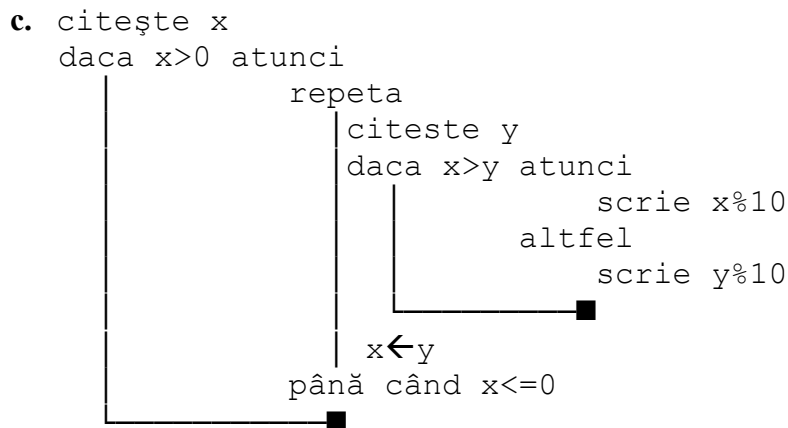 c. citeşte x
daca x>0 atunci
repeta
citeste y
daca x>y atunci
scrie x%10
altfel
scrie y%10
x←y
până când x<=0